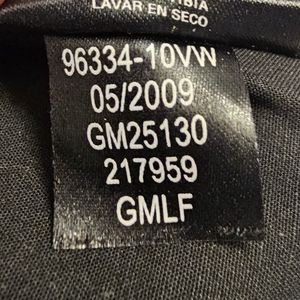 LAVAR EN SECO
96334-10VW
05/2009
GM25130
217959
GMLF